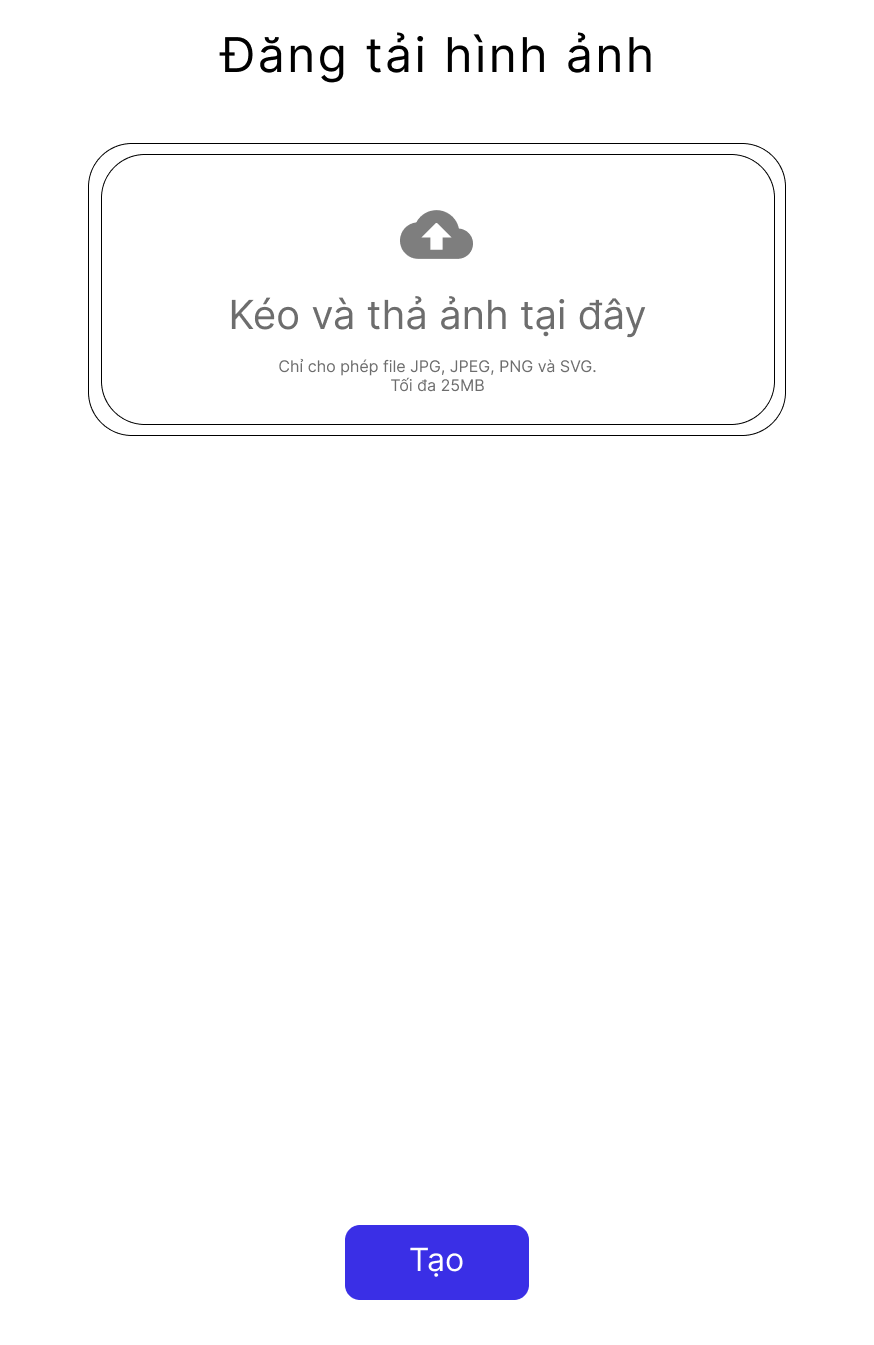 Đăng tải hình ảnh
Kéo và thả ảnh tại đây
Chỉ cho phép file JPG, JPEG, PNG và SVG.
Tối đa 25MB
Tạo